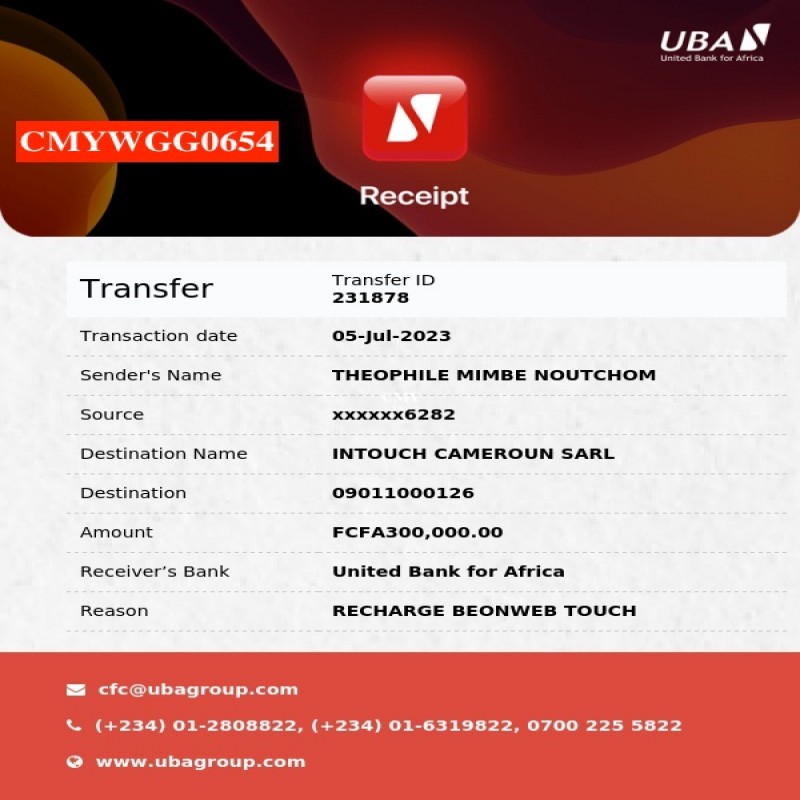 UBA
United Bank for Africa
CMYWGG0654
Receipt
Transfer
Transfer ID
231878
Transaction date 05-Jul-2023
Sender's Name THEOPHILE MIMBE NOUTCHOM
Source xxxxxx6282
Destination Name INTOUCH CAMEROUN SARL
Destination 09011000126
Amount FCFA300,000.00
Receiver’s Bank United Bank for Africa
Reason RECHARGE BEONWEB TOUCH
cfc@ubagroup.com
(+234) 01-2808822, (+234) 01-6319822, 0700 225 5822
www.ubagroup.com